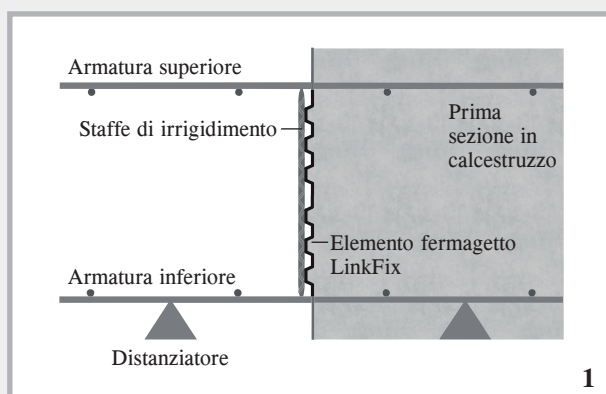 Armatura superiore
Staffe di irrigidimento
Prima
sezione in
calcestruzzo
Elemento fermagetto
LinkFix
Armatura inferiore
Distanziatore
1